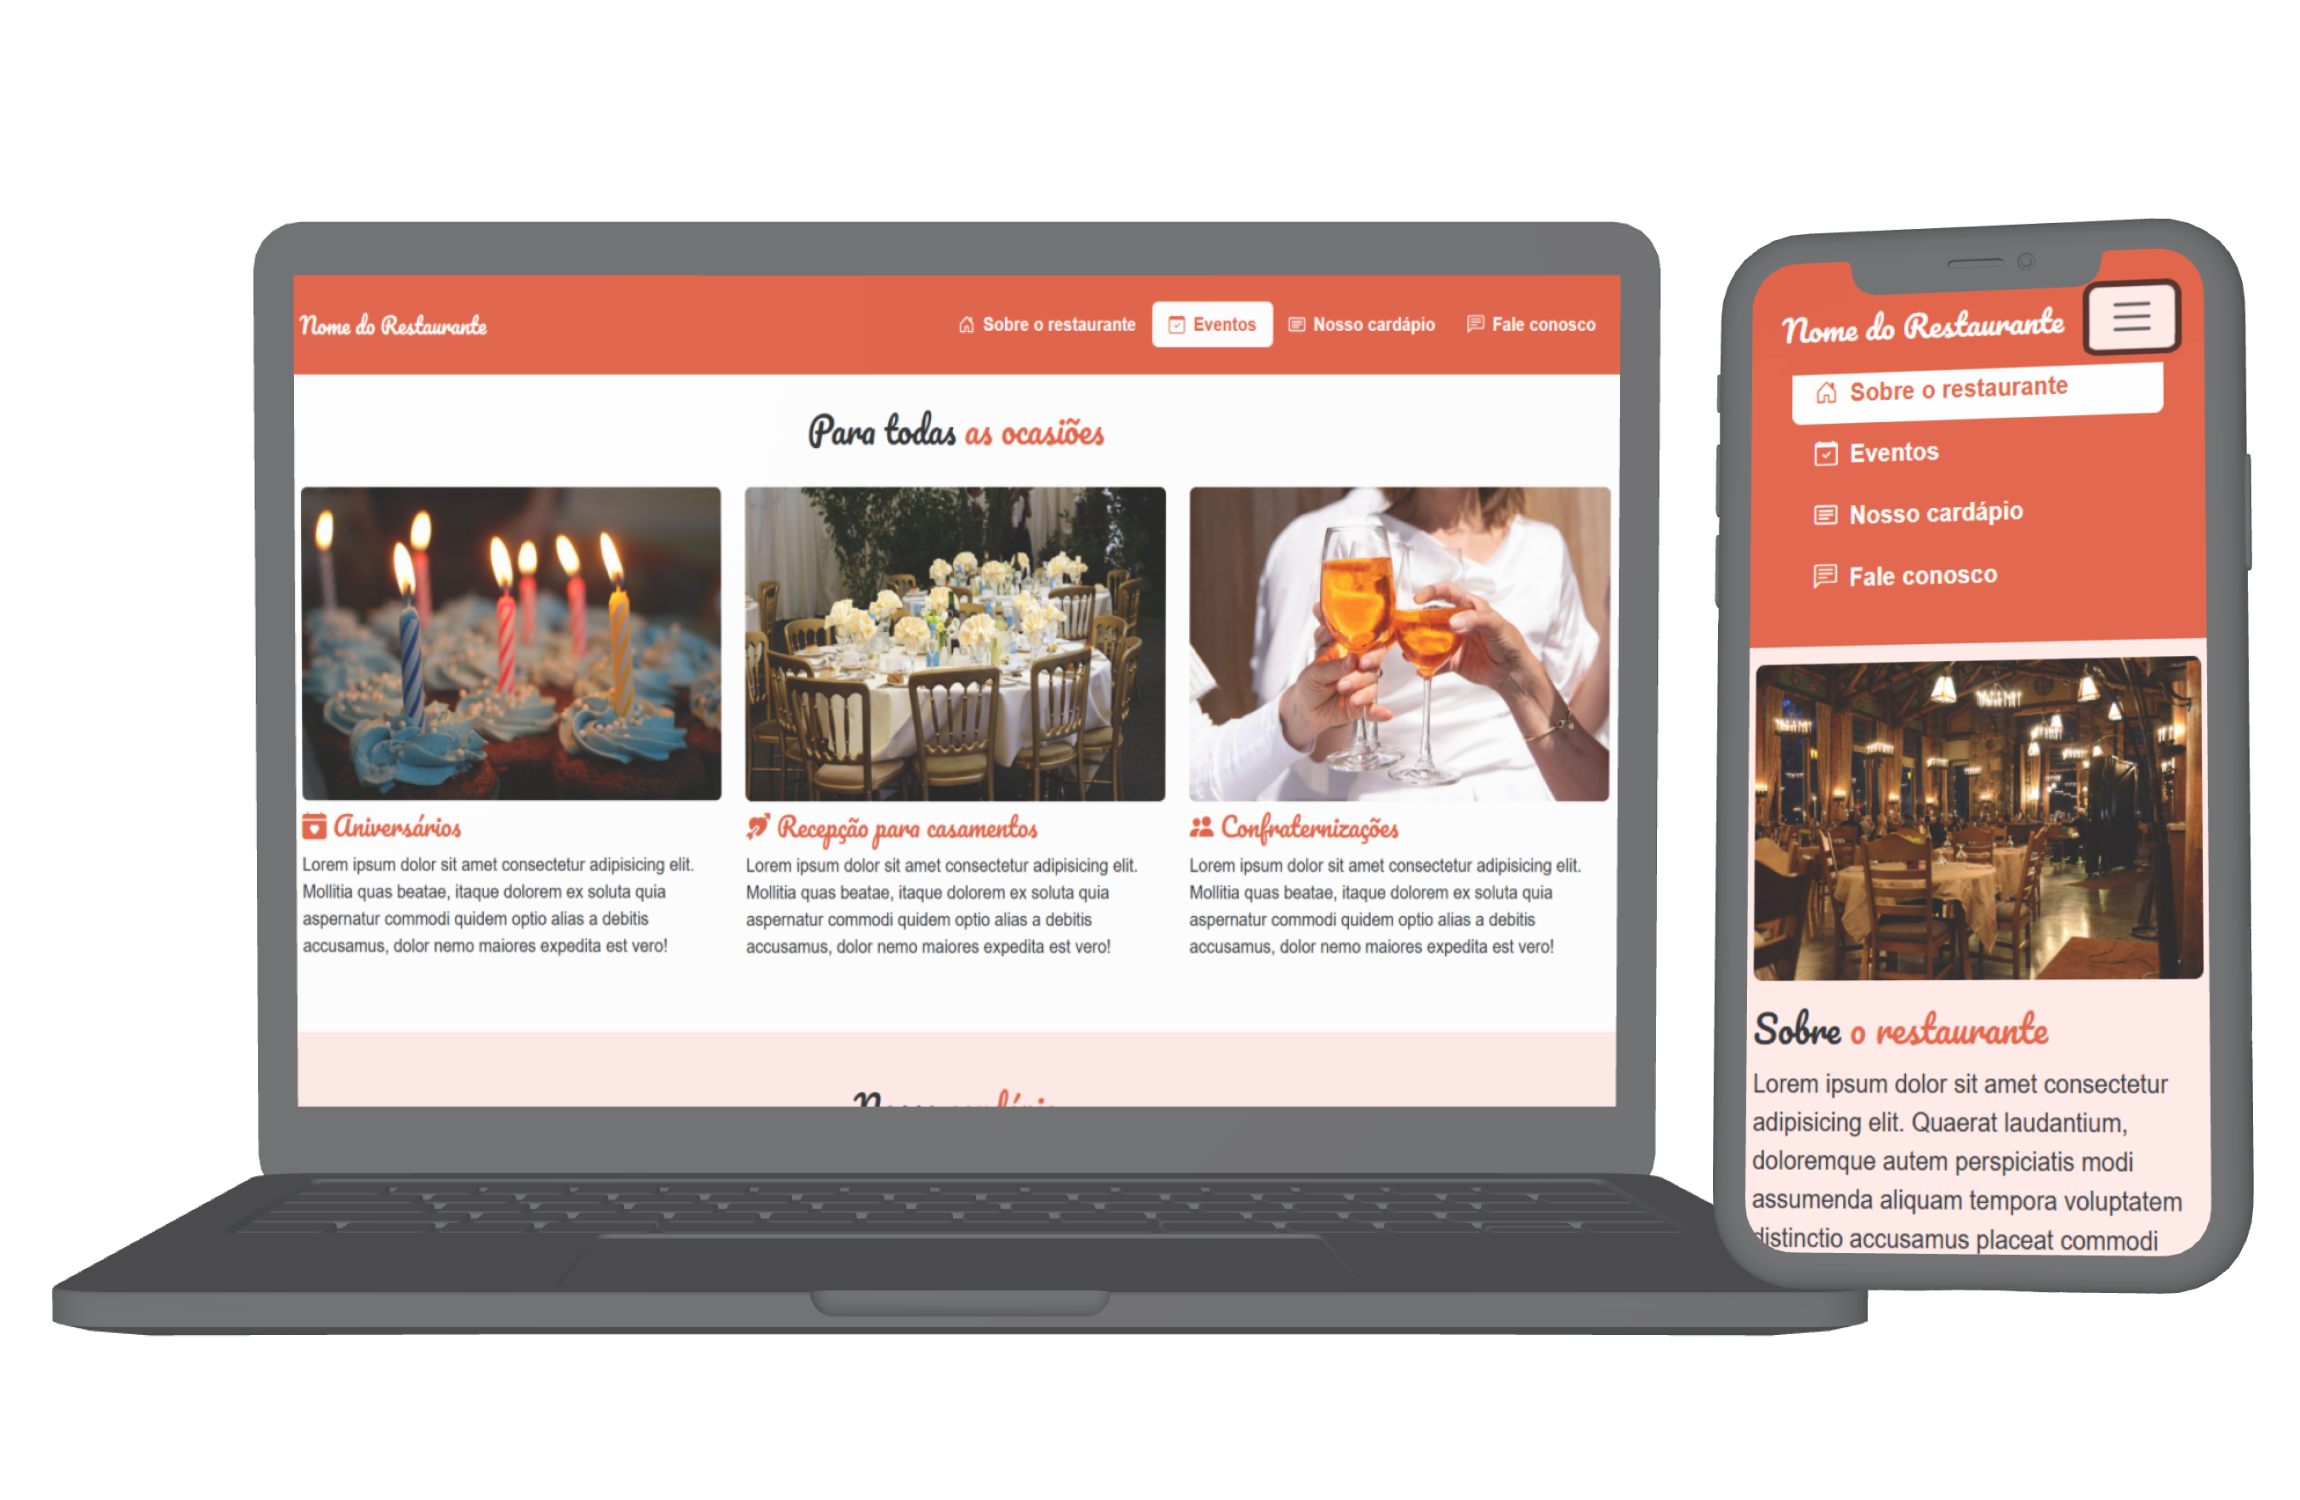 Nome do Restaurante
Sobre o restaurante
Eventos
Nosso cardápio
Fale conosco
Para todas as ocasiões
Aniversários
Lorem ipsum dolor sit amet consectetur adipisicing elit.
Mollitia quas beatae, itaque dolorem ex soluta quia
aspernatur commodi quidem optio alias a debitis
accusamus, dolor nemo maiores expedita est vero!
Recepção para casamentos
Lorem ipsum dolor sit amet consectetur adipisicing elit.
Mollitia quas beatae, itaque dolorem ex soluta quia
aspernatur commodi quidem optio alias a debitis
accusamus, dolor nemo maiores expedita est vero!
Confraternizações
Lorem ipsum dolor sit amet consectetur adipisicing elit.
Mollitia quas beatae, itaque dolorem ex soluta quia
aspernatur commodi quidem optio alias a debitis
accusamus, dolor nemo maiores expedita est vero!
Nome do Restaurante
Sobre o restaurante
Eventos
Nosso cardápio
Fale conosco
Sobre o restaurante
Lorem ipsum dolor sit amet consectetur
adipisicing elit. Quaerat laudantium,
doloremque autem perspiciatis modi
assumenda aliquam tempora voluptatem
distinctio accusamus placeat commodi